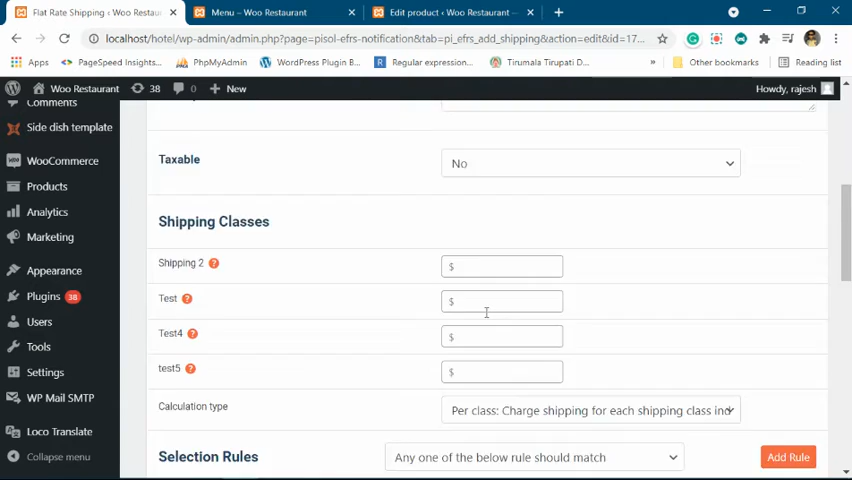 Flat Rate Shipping ‹ Woo Restau
Menu – Woo Restaurant
Edit product ‹ Woo Restaurant —
localhost/hotel/wp-admin/admin.php?page=pisol-efrs-notification&tab=pi_efrs_add_shipping&action=edit&id=17...
Apps
PageSpeed Insights...
PhpMyAdmin
WordPress Plugin B...
Regular expression...
Tirumala Tirupati D...
»
Other bookmarks
Reading list
Woo Restaurant
38
New
Howdy, rajesh
Comments
Side dish template
WooCommerce
Products
Analytics
Marketing
Appearance
Plugins 38
Users
Tools
Settings
WP Mail SMTP
Loco Translate
Collapse menu
Taxable
No
Shipping Classes
Shipping 2 ?
$
Test ?
$
Test4 ?
$
test5 ?
$
Calculation type
Per class: Charge shipping for each shipping class ind
Selection Rules
Any one of the below rule should match
Add Rule